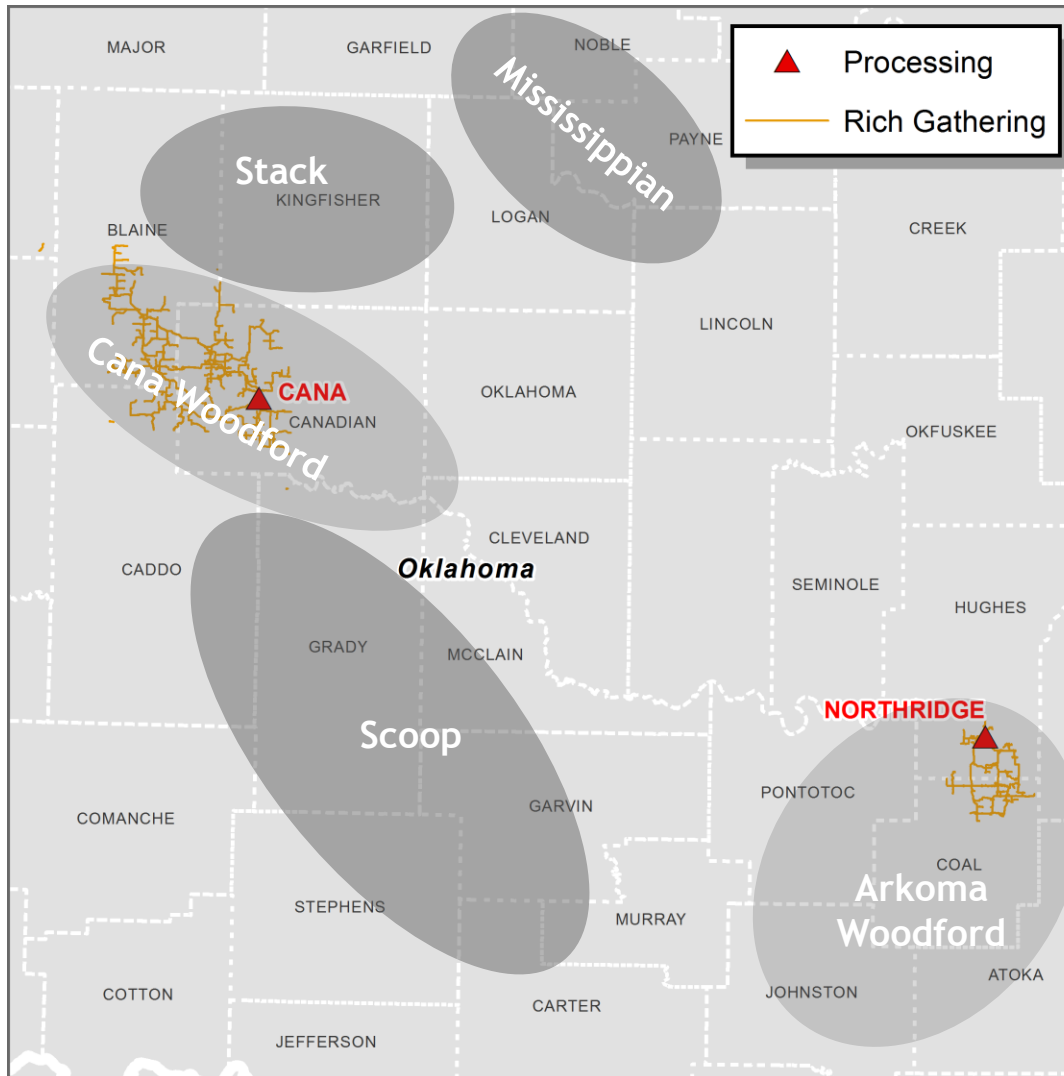 MAJOR
GARFIELD
NOBLE
Processing
Rich Gathering
Mississippian
PAYNE
Stack
KINGFISHER
LOGAN
BLAINE
CREEK
LINCOLN
Cana Woodford
CANA
CANADIAN
OKLAHOMA
OKFUSKEE
CLEVELAND
Oklahoma
CADDO
SEMINOLE
HUGHES
GRADY
MCCLAIN
NORTHRIDGE
Scoop
PONTOTOC
GARVIN
COMANCHE
COAL
Arkoma
Woodford
STEPHENS
MURRAY
ATOKA
JOHNSTON
COTTON
CARTER
JEFFERSON